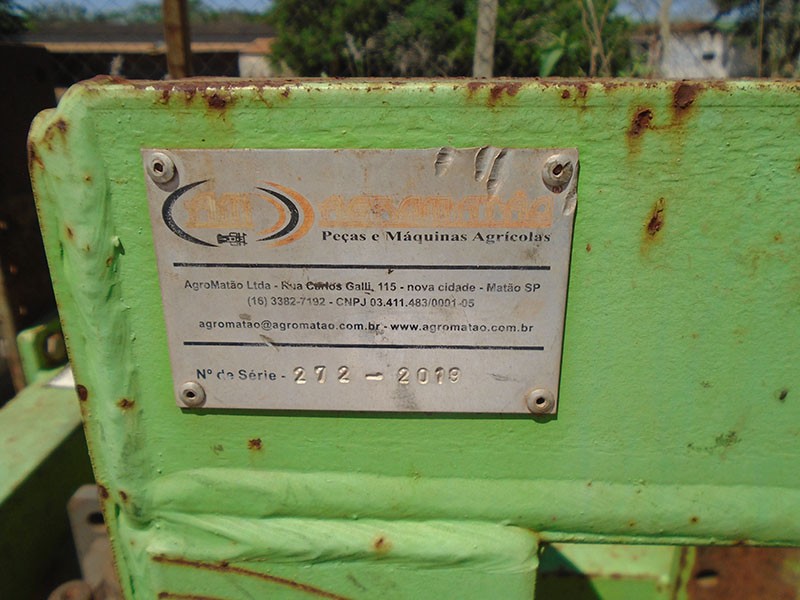 AGROMATÃO
Peças e Máquinas Agrícolas
AgroMatão Ltda - Rua Carlos Galli, 115 - nova cidade - Matão SP
(16) 3382-7192 - CNPJ 03.411.483/0001-05
agromatao@agromatao.com.br - www.agromatao.com.br
Nº de Série - 272 - 2019